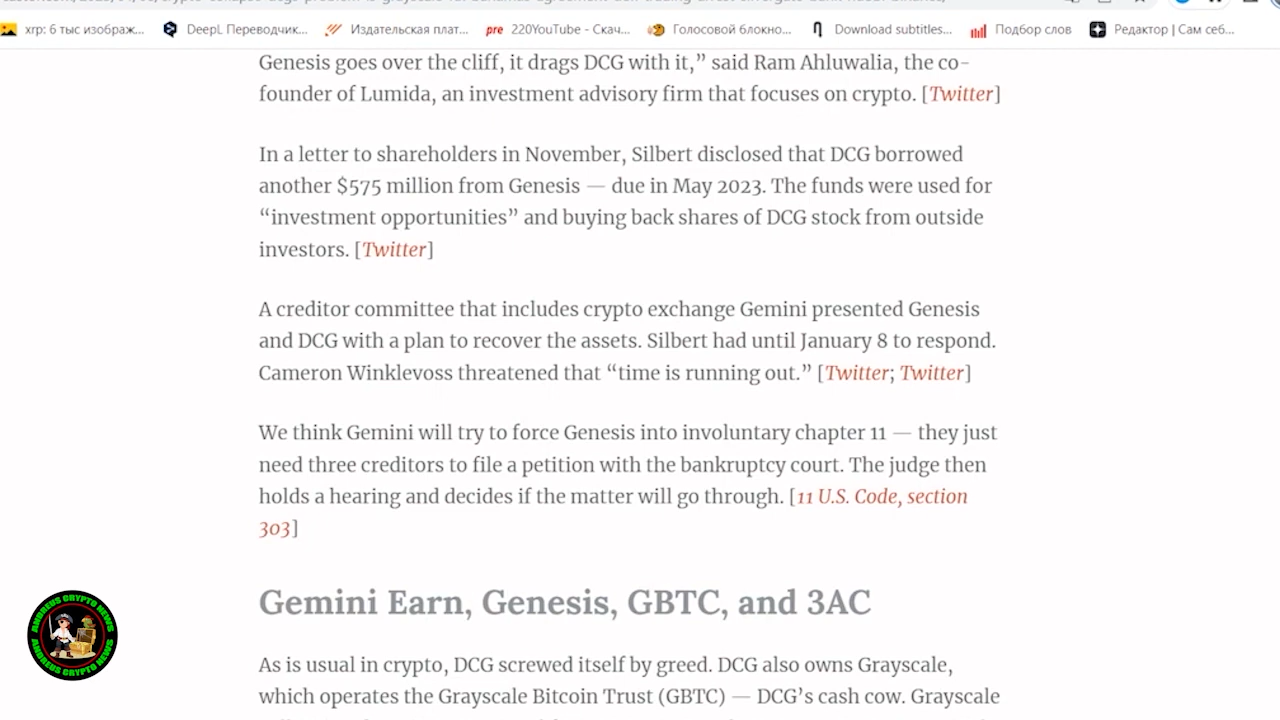 xrp: 6 тыс изображ...
DeepL Переводчик...
Издательская плат...
pre 220YouTube - Скач...
Голосовой блокно...
Download subtitles...
Подбор слов
Редактор | Сам себ...
Genesis goes over the cliff, it drags DCG with it,” said Ram Ahluwalia, the co-
founder of Lumida, an investment advisory firm that focuses on crypto. [Twitter]
In a letter to shareholders in November, Silbert disclosed that DCG borrowed
another $575 million from Genesis — due in May 2023. The funds were used for
“investment opportunities” and buying back shares of DCG stock from outside
investors. [Twitter]
A creditor committee that includes crypto exchange Gemini presented Genesis
and DCG with a plan to recover the assets. Silbert had until January 8 to respond.
Cameron Winklevoss threatened that “time is running out.” [Twitter; Twitter]
We think Gemini will try to force Genesis into involuntary chapter 11 — they just
need three creditors to file a petition with the bankruptcy court. The judge then
holds a hearing and decides if the matter will go through. [11 U.S. Code, section
303]
Gemini Earn, Genesis, GBTC, and 3AC
ANDREUS CRYPTO NEWS
ANDREUS CRYPTO NEWS
As is usual in crypto, DCG screwed itself by greed. DCG also owns Grayscale,
which operates the Grayscale Bitcoin Trust (GBTC) — DCG’s cash cow. Grayscale